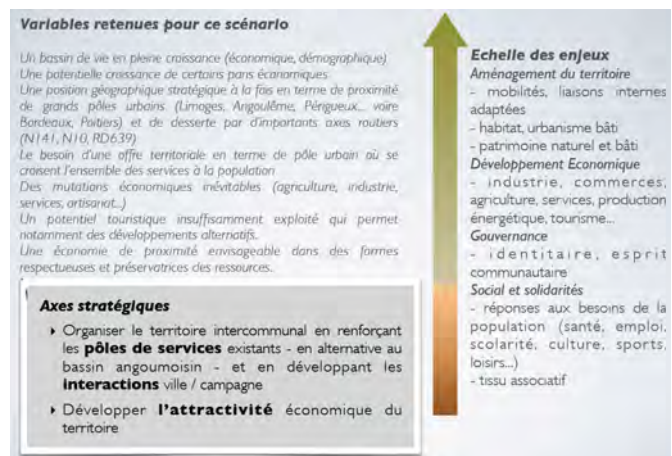 Variables retenues pour ce scénario
Un bassin de vie en pleine croissance (économique, démographique)
Une potentielle croissance de certains pans économiques
Une position géographique stratégique à la fois en terme de proximité
de grands pôles urbains (Limoges, Angoulême, Périgueux... voire
Bordeaux, Poitiers) et de desserte par d'importants axes routiers
(N141, N10, RD639)
Le besoin d'une offre territoriale en terme de pôle urbain où se
croisent l'ensemble des services à la population
Des mutations économiques inévitables (agriculture, industrie,
services, artisanat...)
Un potentiel touristique insuffisamment exploité qui permet
notamment des développements alternatifs.
Une économie de proximité envisageable dans des formes
respectueuses et préservatrices des ressources.
Axes stratégiques
‣ Organiser le territoire intercommunal en renforçant
les pôles de services existants - en alternative au
bassin angoumoisin - et en développant les
interactions ville / campagne
‣ Développer l'attractivité économique du
territoire
Echelle des enjeux
Aménagement du territoire
- mobilités, liaisons internes
adaptées
- habitat, urbanisme bâti
- patrimoine naturel et bâti
Développement Economique
- industrie, commerces,
agriculture, services, production
énergétique, tourisme...
Gouvernance
- identitaire, esprit
communautaire
Social et solidarités
- réponses aux besoins de la
population (santé, emploi,
scolarité, culture, sports,
loisirs...)
- tissu associatif